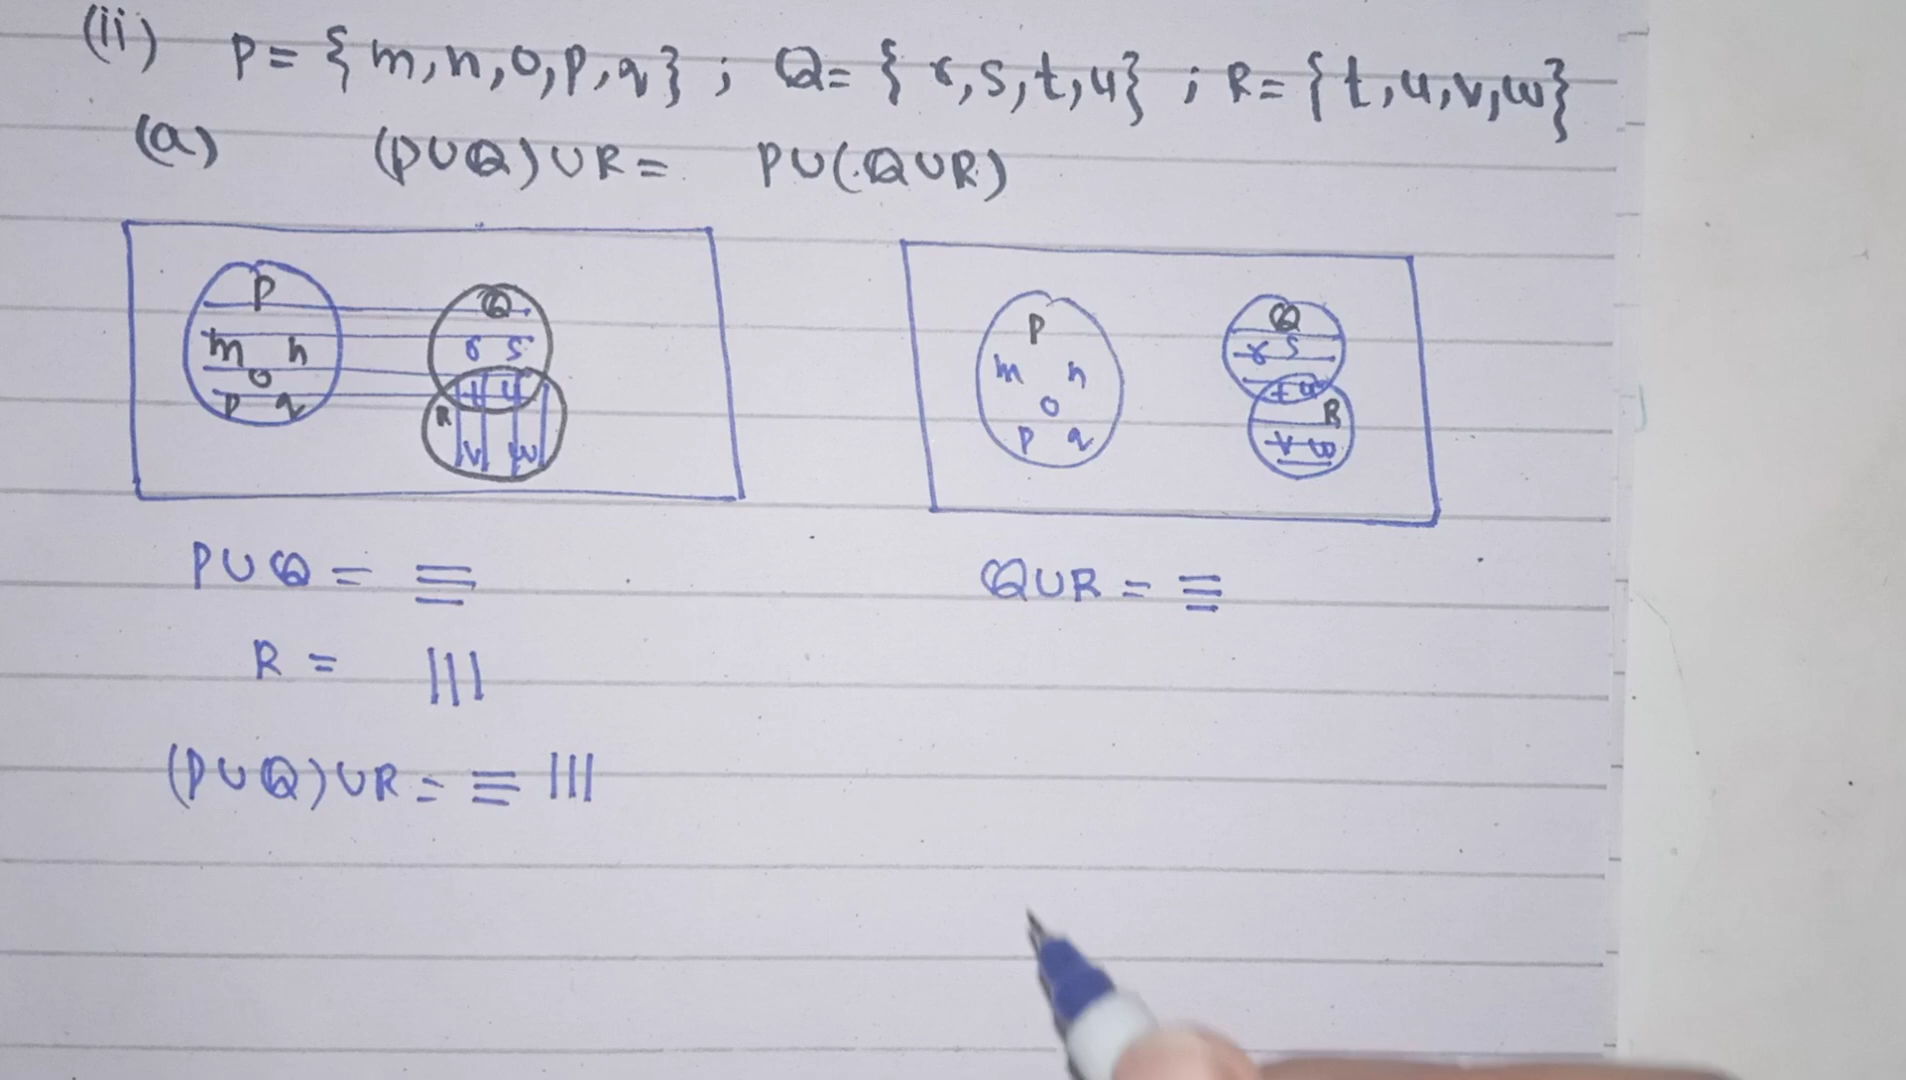 (ii) P = { m, n, o, p, q } ; Q = { r, s, t, u } ; R = { t, u, v, w }
(a) (P∪Q)∪R = P∪(Q∪R)
P Q
m n r s
o
p q t u
R
v w
P Q
m n r s
o t u
p q R
v w
P∪Q = ≡
Q∪R = ≡
R = |||
(P∪Q)∪R = ≡ |||